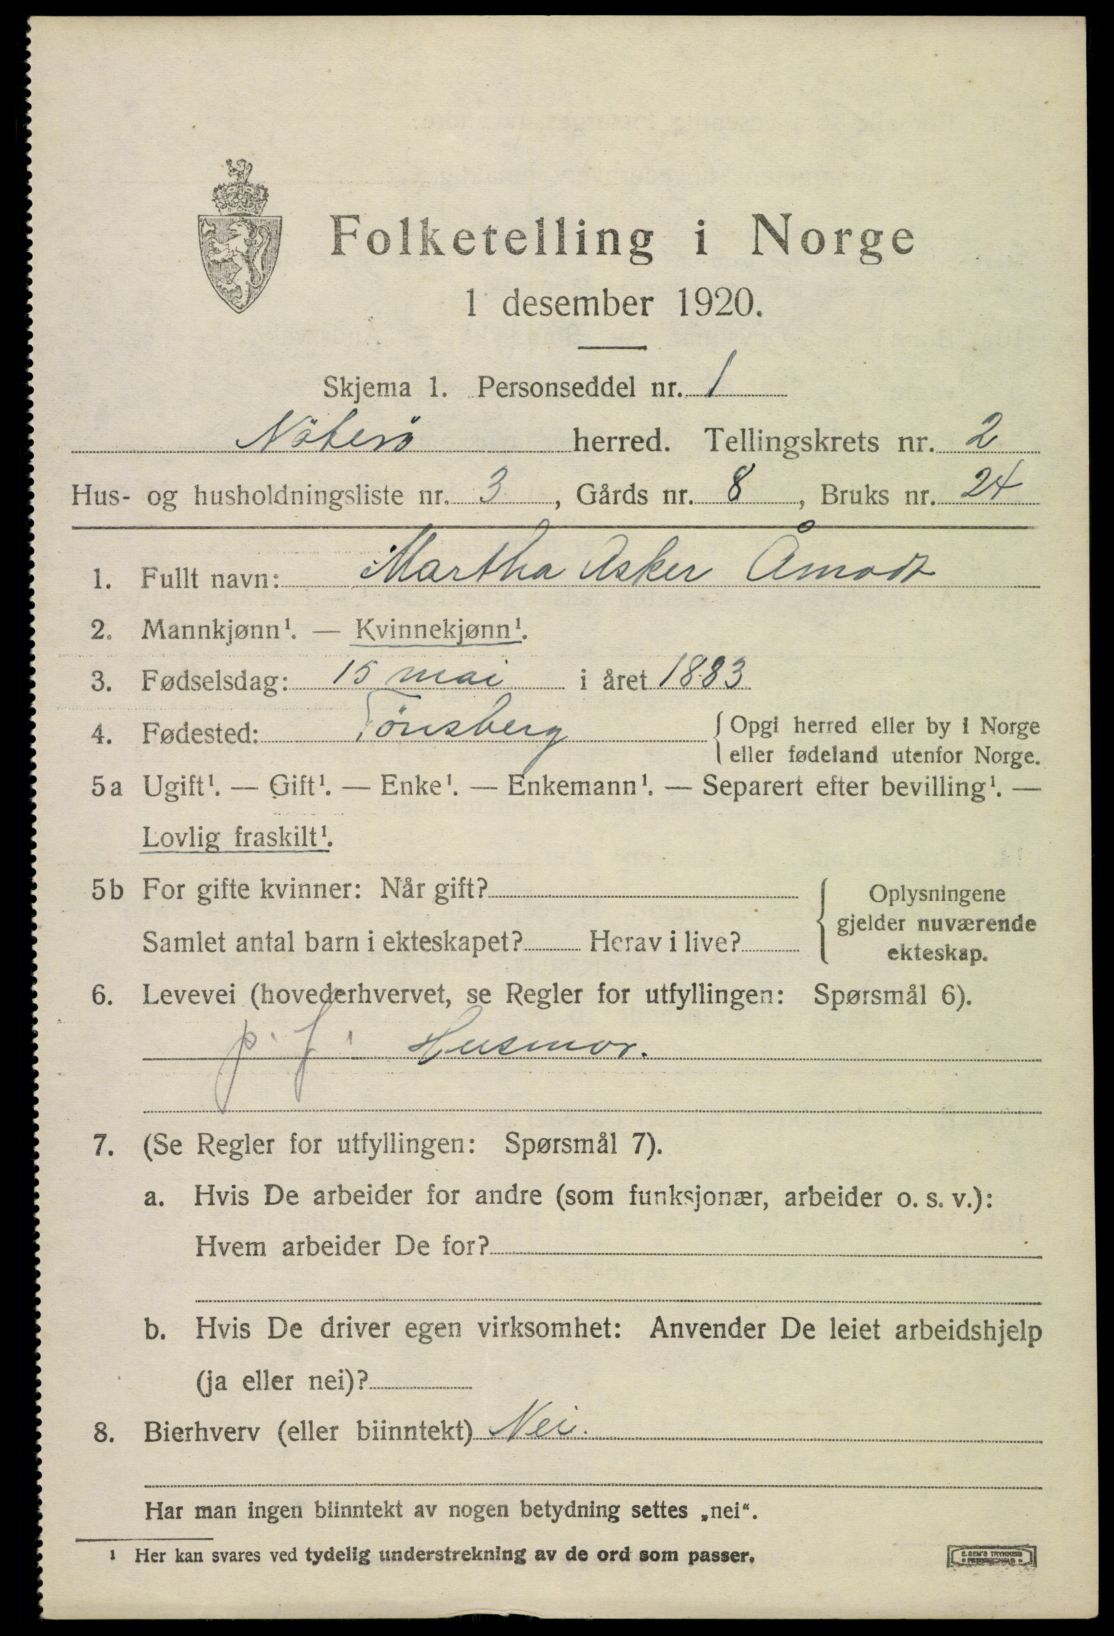 Folketelling i Norge
1 desember 1920.
Skjema 1. Personseddel nr. 1
Nöterö herred. Tellingskrets nr. 2
Hus- og husholdningsliste nr. 3, Gårds nr. 8, Bruks nr. 24
1. Fullt navn: Martha Asker Åmodt
2. Mannkjønn¹. — Kvinnekjønn¹.
3. Fødselsdag: 15 mai i året 1883
4. Fødested: Tönsberg { Opgi herred eller by i Norge
eller fødeland utenfor Norge.
5a Ugift¹. — Gift¹. — Enke¹. — Enkemann¹. — Separert efter bevilling¹. —
Lovlig fraskilt¹.
5b For gifte kvinner: Når gift?
Samlet antal barn i ekteskapet? Herav i live?
{ Oplysningene
gjelder nuværende
ekteskap.
6. Levevei (hovederhvervet, se Regler for utfyllingen: Spørsmål 6).
p. f. Husmor.
7. (Se Regler for utfyllingen: Spørsmål 7).
a. Hvis De arbeider for andre (som funksjonær, arbeider o. s. v.):
Hvem arbeider De for?
b. Hvis De driver egen virksomhet: Anvender De leiet arbeidshjelp
(ja eller nei)?
8. Bierhverv (eller biinntekt) Nei.
Har man ingen biinntekt av nogen betydning settes „nei“.
¹ Her kan svares ved tydelig understrekning av de ord som passer.